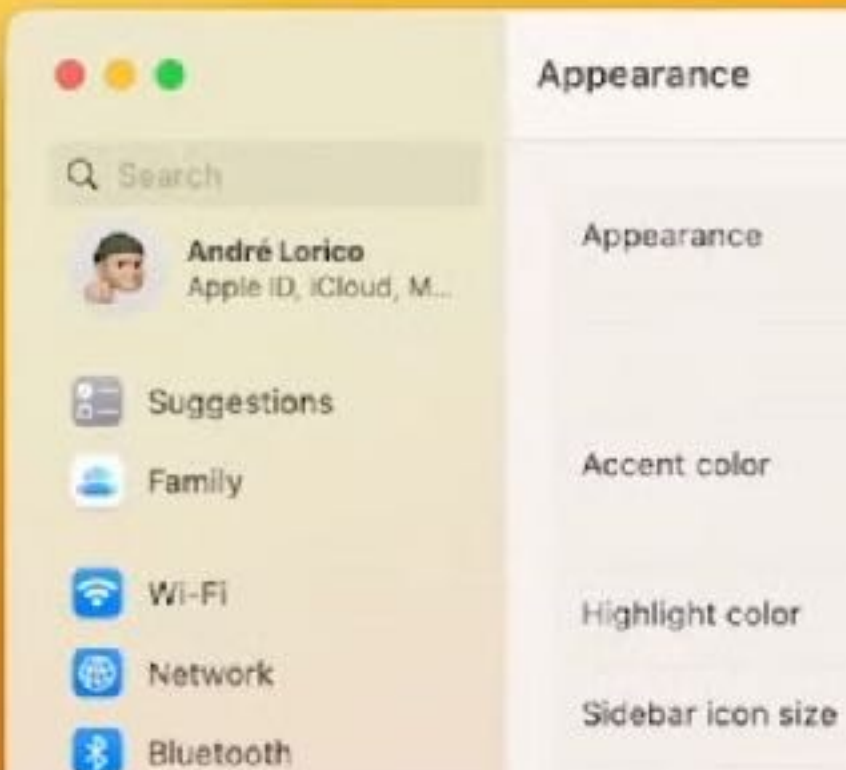 Appearance
Search
André Lorico
Apple ID, iCloud, M...
Suggestions
Family
Wi-Fi
Network
Bluetooth
Appearance
Accent color
Highlight color
Sidebar icon size